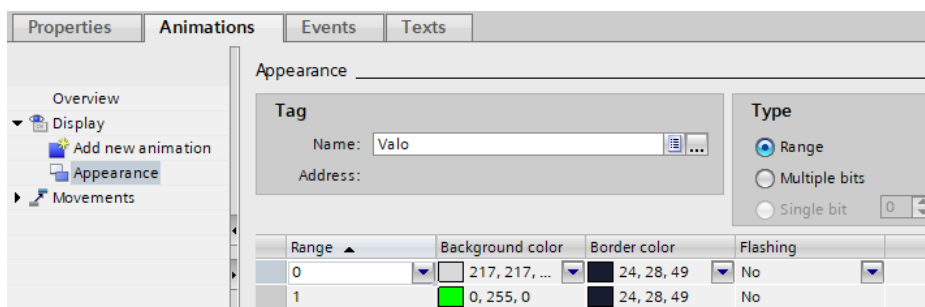 Properties
Animations
Events
Texts
Appearance
Overview
Display
Add new animation
Appearance
Movements
Tag
Name: Valo
...
Address:
Type
Range
Multiple bits
Single bit 0
Range Background color Border color Flashing
0 217, 217, ... 24, 28, 49 No
1 0, 255, 0 24, 28, 49 No